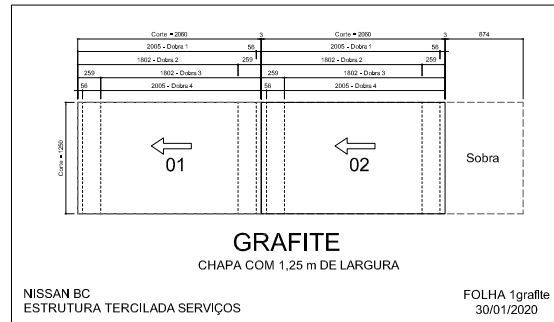 Corte = 2060 3 Corte = 2060 3 874
2005 - Dobra 1 56 2005 - Dobra 1 56
1802 - Dobra 2 259 1802 - Dobra 2 259
259 1802 - Dobra 3 259 1802 - Dobra 3
56 2005 - Dobra 4 56 2005 - Dobra 4
Corte = 1250
01 02 Sobra
GRAFITE
CHAPA COM 1,25 m DE LARGURA
NISSAN BC
ESTRUTURA TERCILADA SERVIÇOS
FOLHA 1grafite
30/01/2020